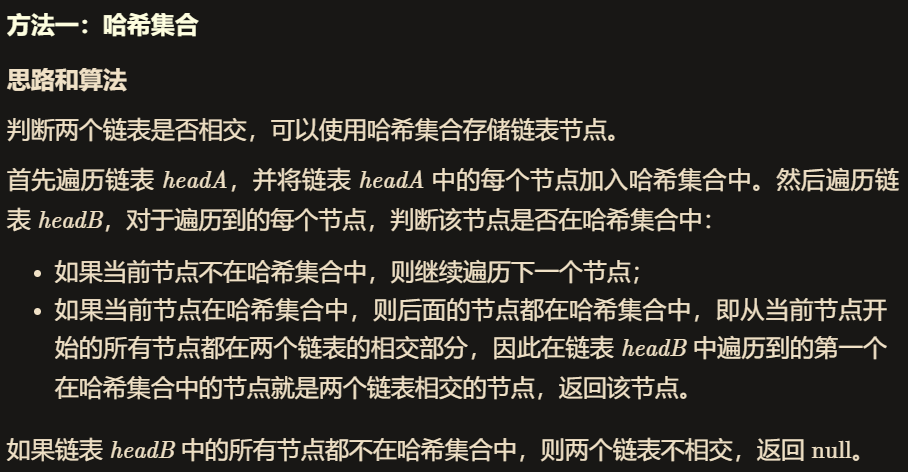 方法一：哈希集合
思路和算法
判断两个链表是否相交，可以使用哈希集合存储链表节点。
首先遍历链表 headA，并将链表 headA 中的每个节点加入哈希集合中。然后遍历链
表 headB，对于遍历到的每个节点，判断该节点是否在哈希集合中：
• 如果当前节点不在哈希集合中，则继续遍历下一个节点；
• 如果当前节点在哈希集合中，则后面的节点都在哈希集合中，即从当前节点开
始的所有节点都在两个链表的相交部分，因此在链表 headB 中遍历到的第一个
在哈希集合中的节点就是两个链表相交的节点，返回该节点。
如果链表 headB 中的所有节点都不在哈希集合中，则两个链表不相交，返回 null。